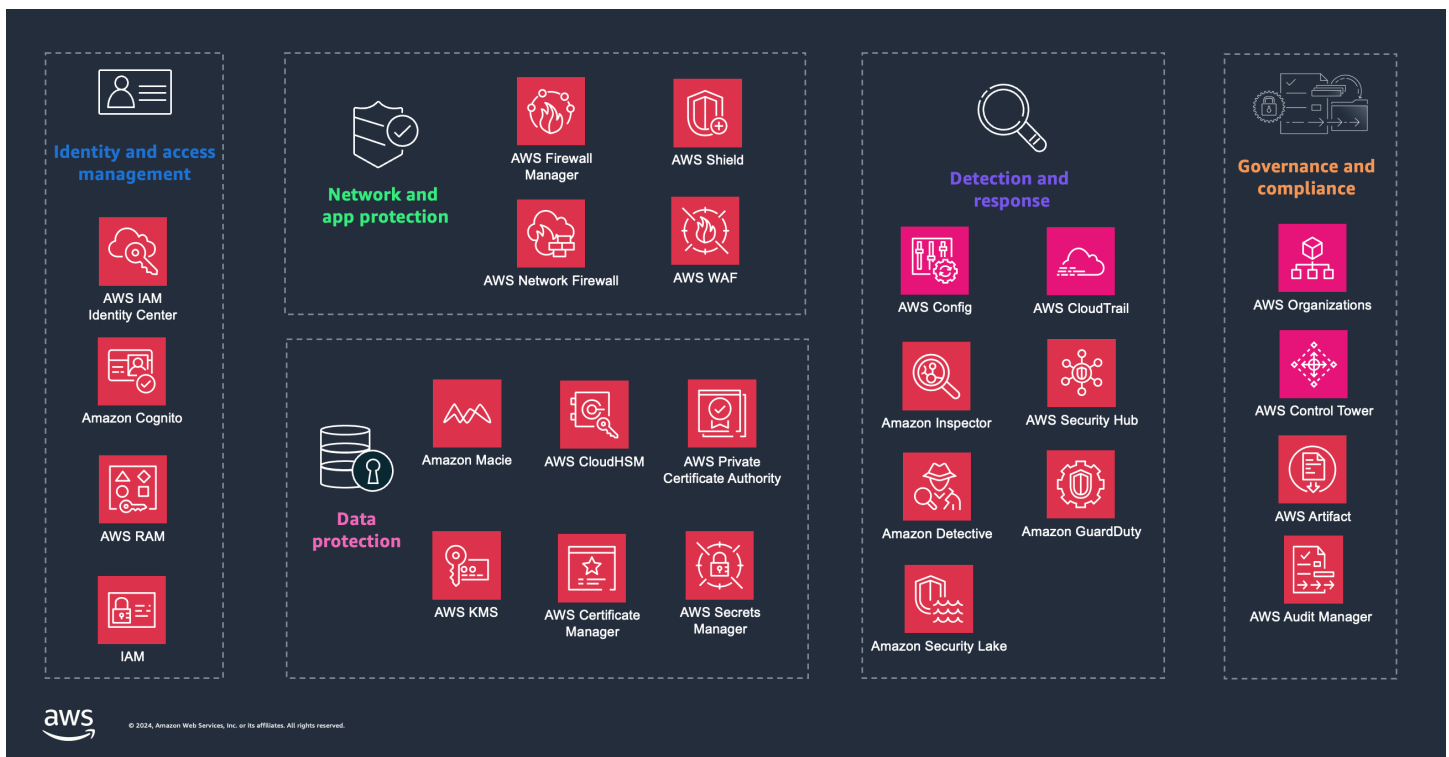 Identity and access
management
AWS IAM
Identity Center
Amazon Cognito
AWS RAM
IAM
Network and
app protection
AWS Firewall
Manager
AWS Shield
AWS Network Firewall
AWS WAF
Data
protection
Amazon Macie
AWS CloudHSM
AWS Private
Certificate Authority
AWS KMS
AWS Certificate
Manager
AWS Secrets
Manager
Detection and
response
AWS Config
AWS CloudTrail
Amazon Inspector
AWS Security Hub
Amazon Detective
Amazon GuardDuty
Amazon Security Lake
Governance and
compliance
AWS Organizations
AWS Control Tower
AWS Artifact
AWS Audit Manager
aws
© 2024, Amazon Web Services, Inc. or its affiliates. All rights reserved.